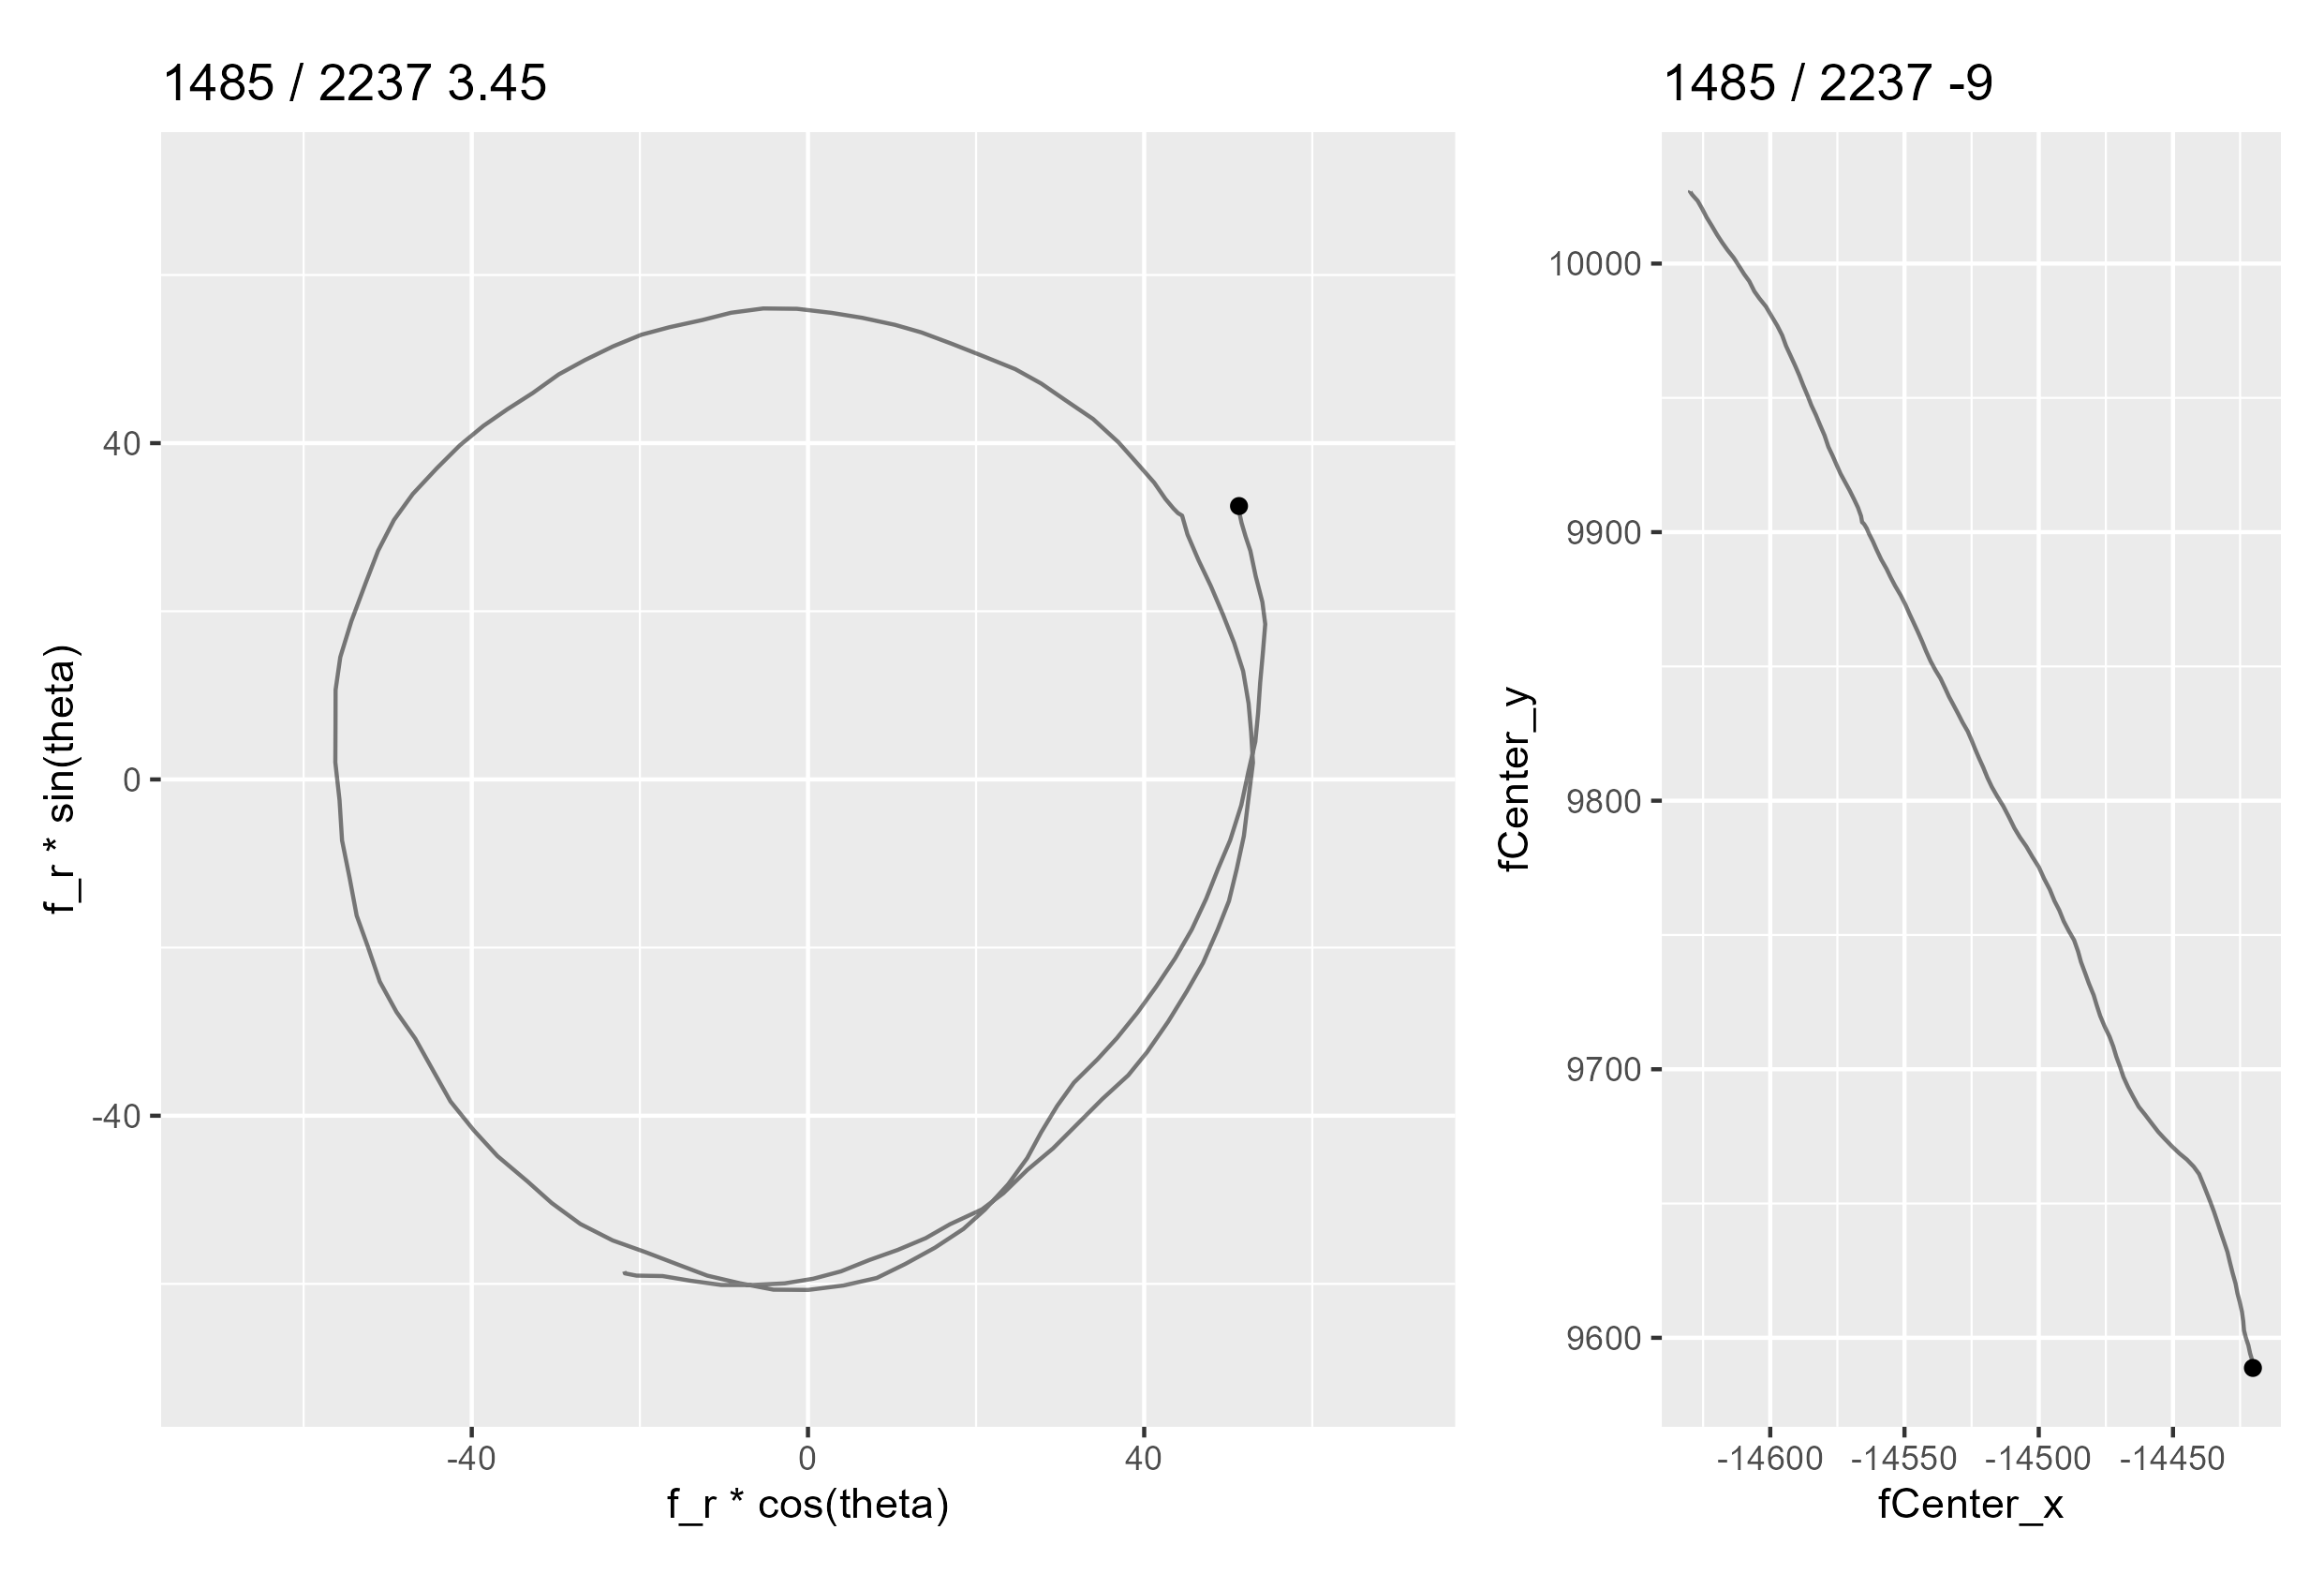 1485 / 2237 3.45
f_r * sin(theta)
40
0
-40
-40
0
40
f_r * cos(theta)
1485 / 2237 -9
fCenter_y
10000
9900
9800
9700
9600
-14600
-14550
-14500
-14450
fCenter_x